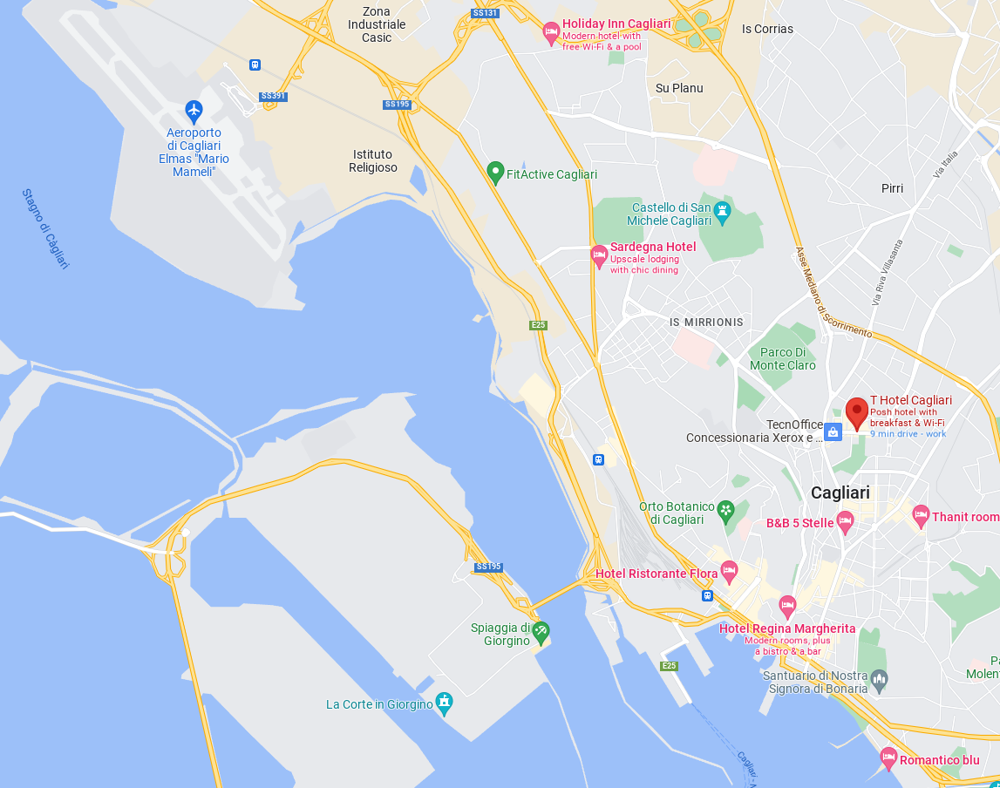 Zona
Industriale
Casic
SS131
Holiday Inn Cagliari
Modern hotel with
free Wi-Fi & a pool
Is Corrias
SS391
SS195
Su Planu
Aeroporto
di Cagliari
Elmas "Mario
Mameli"
Istituto
Religioso
FitActive Cagliari
Via Italia
Pirri
Stagno di Càgliari
Castello di San
Michele Cagliari
Sardegna Hotel
Upscale lodging
with chic dining
Via Riva Villasanta
Asse Mediano di Scorrimento
E25
IS MIRRIONIS
Parco Di
Monte Claro
T Hotel Cagliari
Posh hotel with
breakfast & Wi-Fi
9 min drive - work
TecnOffice
Concessionaria Xerox e ...
Cagliari
Orto Botanico
di Cagliari
B&B 5 Stelle
Thanit room
SS195
Hotel Ristorante Flora
Spiaggia di
Giorgino
Hotel Regina Margherita
Modern rooms, plus
a bistro & a bar
E25
Pa
Molent
Santuario di Nostra
Signora di Bonaria
La Corte in Giorgino
Cagliari - A
Romantico blu